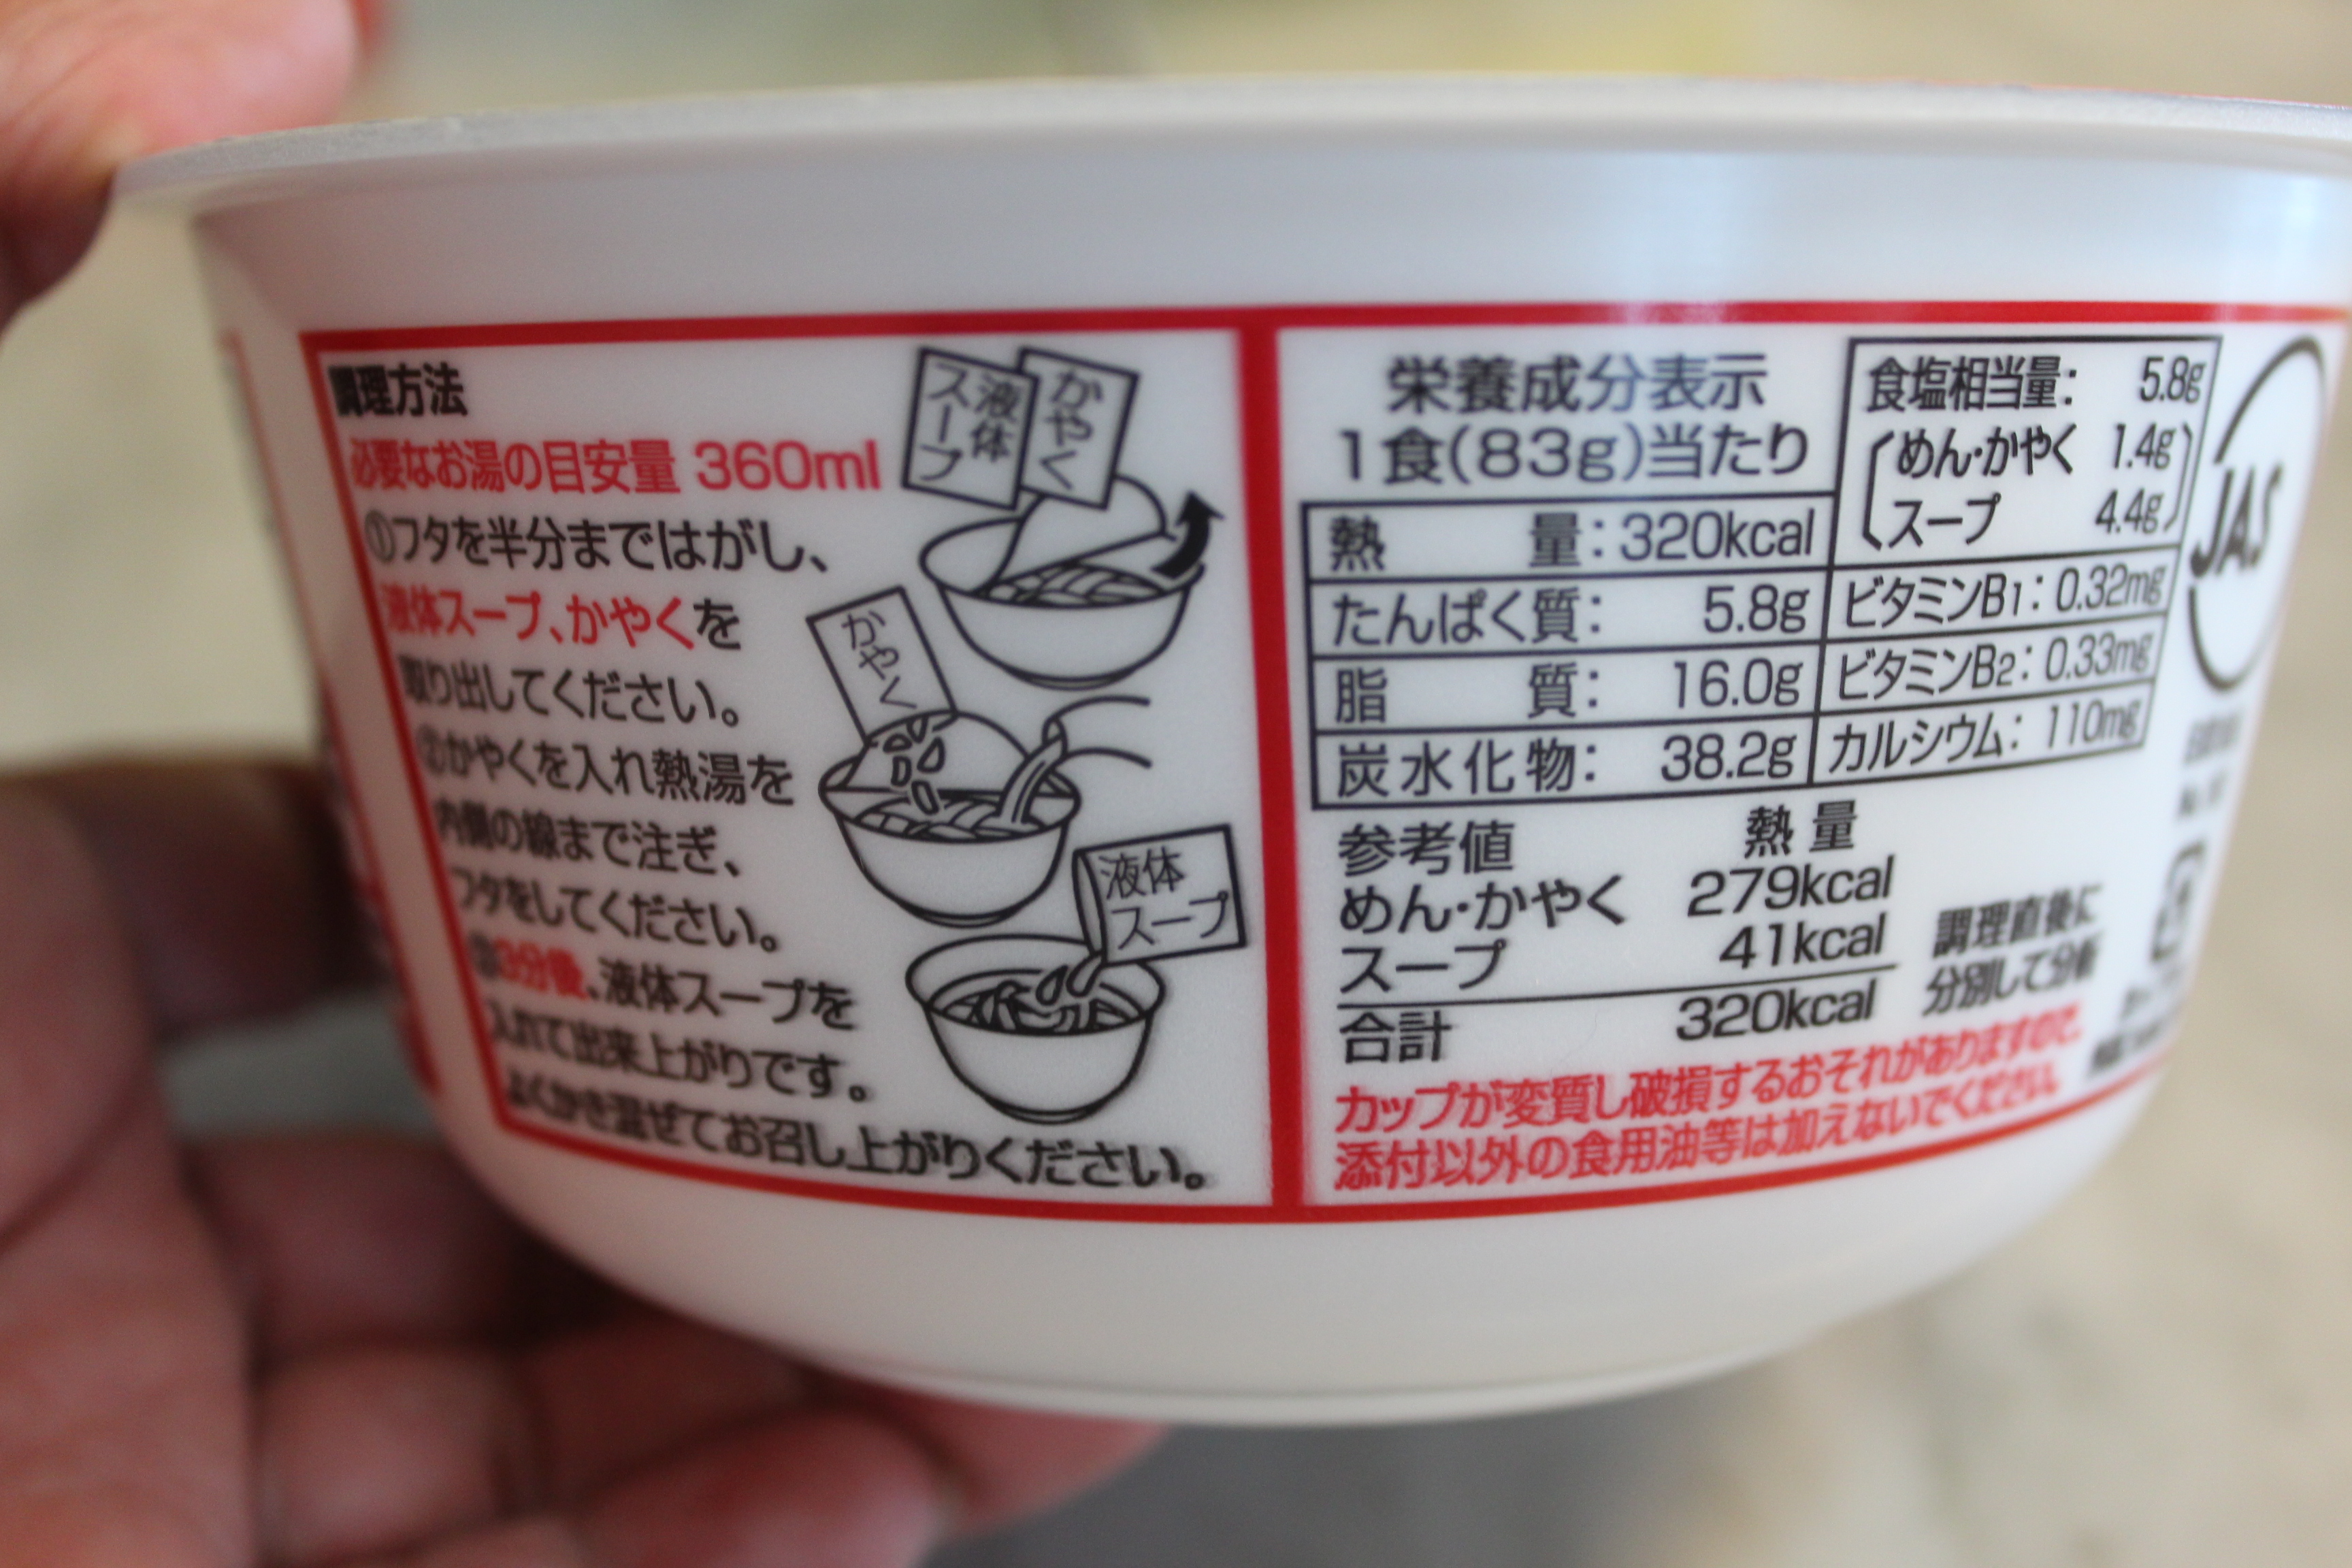 調理方法
必要なお湯の目安量 360ml
①フタを半分まではがし、
液体スープ、かやくを
取り出してください。
②かやくを入れ熱湯を
内側の線まで注ぎ、
フタをしてください。
③3分後、液体スープを
入れて出来上がりです。
よくかき混ぜてお召し上がりください。
液体スープ
かやく
かやく
液体
スープ
栄養成分表示
1食(83g)当たり
熱量:320kcal
たんぱく質: 5.8g
脂質: 16.0g
炭水化物: 38.2g
食塩相当量: 5.8g
めん・かやく 1.4g
スープ 4.4g
ビタミンB1: 0.32mg
ビタミンB2: 0.33mg
カルシウム: 110mg
参考値 熱量
めん・かやく 279kcal
スープ 41kcal
合計 320kcal
調理直後に
分別して分析
カップが変質し破損するおそれがありますので、
添付以外の食用油等は加えないでください。
JAS